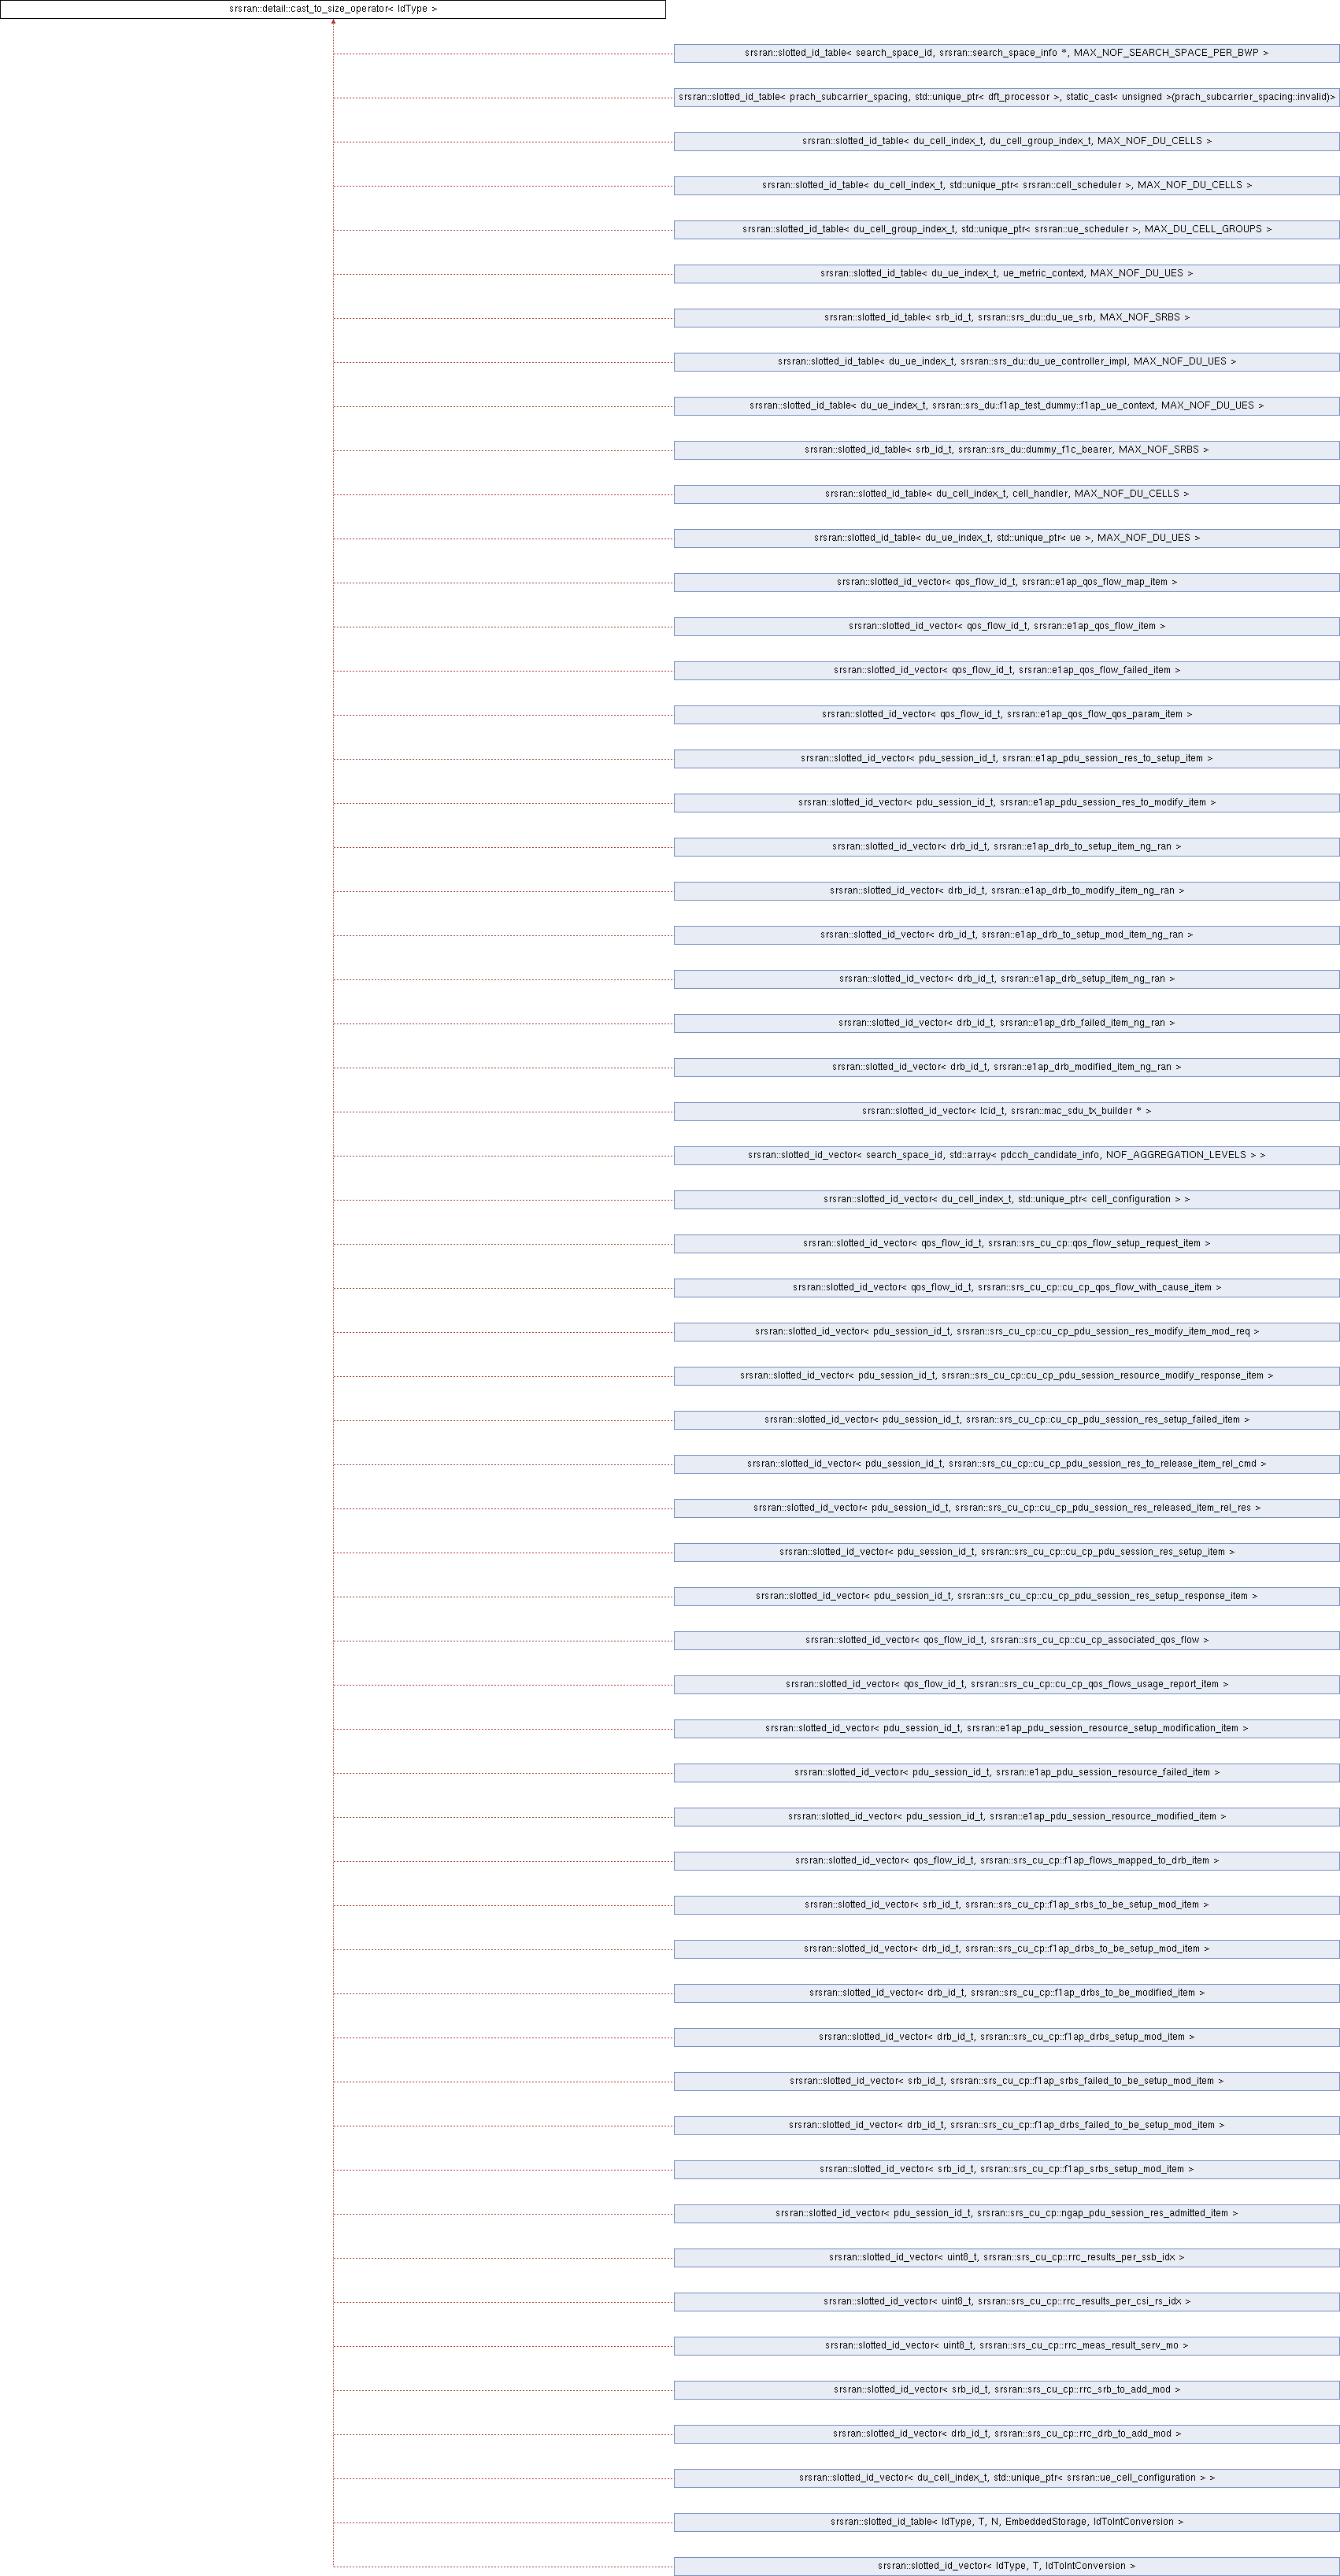 srsran::detail::cast_to_size_operator< IdType >
srsran::slotted_id_table< search_space_id, srsran::search_space_info *, MAX_NOF_SEARCH_SPACE_PER_BWP >
srsran::slotted_id_table< prach_subcarrier_spacing, std::unique_ptr< dft_processor >, static_cast< unsigned >(prach_subcarrier_spacing::invalid)>
srsran::slotted_id_table< du_cell_index_t, du_cell_group_index_t, MAX_NOF_DU_CELLS >
srsran::slotted_id_table< du_cell_index_t, std::unique_ptr< srsran::cell_scheduler >, MAX_NOF_DU_CELLS >
srsran::slotted_id_table< du_cell_group_index_t, std::unique_ptr< srsran::ue_scheduler >, MAX_DU_CELL_GROUPS >
srsran::slotted_id_table< du_ue_index_t, ue_metric_context, MAX_NOF_DU_UES >
srsran::slotted_id_table< srb_id_t, srsran::srs_du::du_ue_srb, MAX_NOF_SRBS >
srsran::slotted_id_table< du_ue_index_t, srsran::srs_du::du_ue_controller_impl, MAX_NOF_DU_UES >
srsran::slotted_id_table< du_ue_index_t, srsran::srs_du::f1ap_test_dummy::f1ap_ue_context, MAX_NOF_DU_UES >
srsran::slotted_id_table< srb_id_t, srsran::srs_du::dummy_f1c_bearer, MAX_NOF_SRBS >
srsran::slotted_id_table< du_cell_index_t, cell_handler, MAX_NOF_DU_CELLS >
srsran::slotted_id_table< du_ue_index_t, std::unique_ptr< ue >, MAX_NOF_DU_UES >
srsran::slotted_id_vector< qos_flow_id_t, srsran::e1ap_qos_flow_map_item >
srsran::slotted_id_vector< qos_flow_id_t, srsran::e1ap_qos_flow_item >
srsran::slotted_id_vector< qos_flow_id_t, srsran::e1ap_qos_flow_failed_item >
srsran::slotted_id_vector< qos_flow_id_t, srsran::e1ap_qos_flow_qos_param_item >
srsran::slotted_id_vector< pdu_session_id_t, srsran::e1ap_pdu_session_res_to_setup_item >
srsran::slotted_id_vector< pdu_session_id_t, srsran::e1ap_pdu_session_res_to_modify_item >
srsran::slotted_id_vector< drb_id_t, srsran::e1ap_drb_to_setup_item_ng_ran >
srsran::slotted_id_vector< drb_id_t, srsran::e1ap_drb_to_modify_item_ng_ran >
srsran::slotted_id_vector< drb_id_t, srsran::e1ap_drb_to_setup_mod_item_ng_ran >
srsran::slotted_id_vector< drb_id_t, srsran::e1ap_drb_setup_item_ng_ran >
srsran::slotted_id_vector< drb_id_t, srsran::e1ap_drb_failed_item_ng_ran >
srsran::slotted_id_vector< drb_id_t, srsran::e1ap_drb_modified_item_ng_ran >
srsran::slotted_id_vector< lcid_t, srsran::mac_sdu_tx_builder * >
srsran::slotted_id_vector< search_space_id, std::array< pdcch_candidate_info, NOF_AGGREGATION_LEVELS > >
srsran::slotted_id_vector< du_cell_index_t, std::unique_ptr< cell_configuration > >
srsran::slotted_id_vector< qos_flow_id_t, srsran::srs_cu_cp::qos_flow_setup_request_item >
srsran::slotted_id_vector< qos_flow_id_t, srsran::srs_cu_cp::cu_cp_qos_flow_with_cause_item >
srsran::slotted_id_vector< pdu_session_id_t, srsran::srs_cu_cp::cu_cp_pdu_session_res_modify_item_mod_req >
srsran::slotted_id_vector< pdu_session_id_t, srsran::srs_cu_cp::cu_cp_pdu_session_resource_modify_response_item >
srsran::slotted_id_vector< pdu_session_id_t, srsran::srs_cu_cp::cu_cp_pdu_session_res_setup_failed_item >
srsran::slotted_id_vector< pdu_session_id_t, srsran::srs_cu_cp::cu_cp_pdu_session_res_to_release_item_rel_cmd >
srsran::slotted_id_vector< pdu_session_id_t, srsran::srs_cu_cp::cu_cp_pdu_session_res_released_item_rel_res >
srsran::slotted_id_vector< pdu_session_id_t, srsran::srs_cu_cp::cu_cp_pdu_session_res_setup_item >
srsran::slotted_id_vector< pdu_session_id_t, srsran::srs_cu_cp::cu_cp_pdu_session_res_setup_response_item >
srsran::slotted_id_vector< qos_flow_id_t, srsran::srs_cu_cp::cu_cp_associated_qos_flow >
srsran::slotted_id_vector< qos_flow_id_t, srsran::srs_cu_cp::cu_cp_qos_flows_usage_report_item >
srsran::slotted_id_vector< pdu_session_id_t, srsran::e1ap_pdu_session_resource_setup_modification_item >
srsran::slotted_id_vector< pdu_session_id_t, srsran::e1ap_pdu_session_resource_failed_item >
srsran::slotted_id_vector< pdu_session_id_t, srsran::e1ap_pdu_session_resource_modified_item >
srsran::slotted_id_vector< qos_flow_id_t, srsran::srs_cu_cp::f1ap_flows_mapped_to_drb_item >
srsran::slotted_id_vector< srb_id_t, srsran::srs_cu_cp::f1ap_srbs_to_be_setup_mod_item >
srsran::slotted_id_vector< drb_id_t, srsran::srs_cu_cp::f1ap_drbs_to_be_setup_mod_item >
srsran::slotted_id_vector< drb_id_t, srsran::srs_cu_cp::f1ap_drbs_to_be_modified_item >
srsran::slotted_id_vector< drb_id_t, srsran::srs_cu_cp::f1ap_drbs_setup_mod_item >
srsran::slotted_id_vector< srb_id_t, srsran::srs_cu_cp::f1ap_srbs_failed_to_be_setup_mod_item >
srsran::slotted_id_vector< drb_id_t, srsran::srs_cu_cp::f1ap_drbs_failed_to_be_setup_mod_item >
srsran::slotted_id_vector< srb_id_t, srsran::srs_cu_cp::f1ap_srbs_setup_mod_item >
srsran::slotted_id_vector< pdu_session_id_t, srsran::srs_cu_cp::ngap_pdu_session_res_admitted_item >
srsran::slotted_id_vector< uint8_t, srsran::srs_cu_cp::rrc_results_per_ssb_idx >
srsran::slotted_id_vector< uint8_t, srsran::srs_cu_cp::rrc_results_per_csi_rs_idx >
srsran::slotted_id_vector< uint8_t, srsran::srs_cu_cp::rrc_meas_result_serv_mo >
srsran::slotted_id_vector< srb_id_t, srsran::srs_cu_cp::rrc_srb_to_add_mod >
srsran::slotted_id_vector< drb_id_t, srsran::srs_cu_cp::rrc_drb_to_add_mod >
srsran::slotted_id_vector< du_cell_index_t, std::unique_ptr< srsran::ue_cell_configuration > >
srsran::slotted_id_table< IdType, T, N, EmbeddedStorage, IdToIntConversion >
srsran::slotted_id_vector< IdType, T, IdToIntConversion >